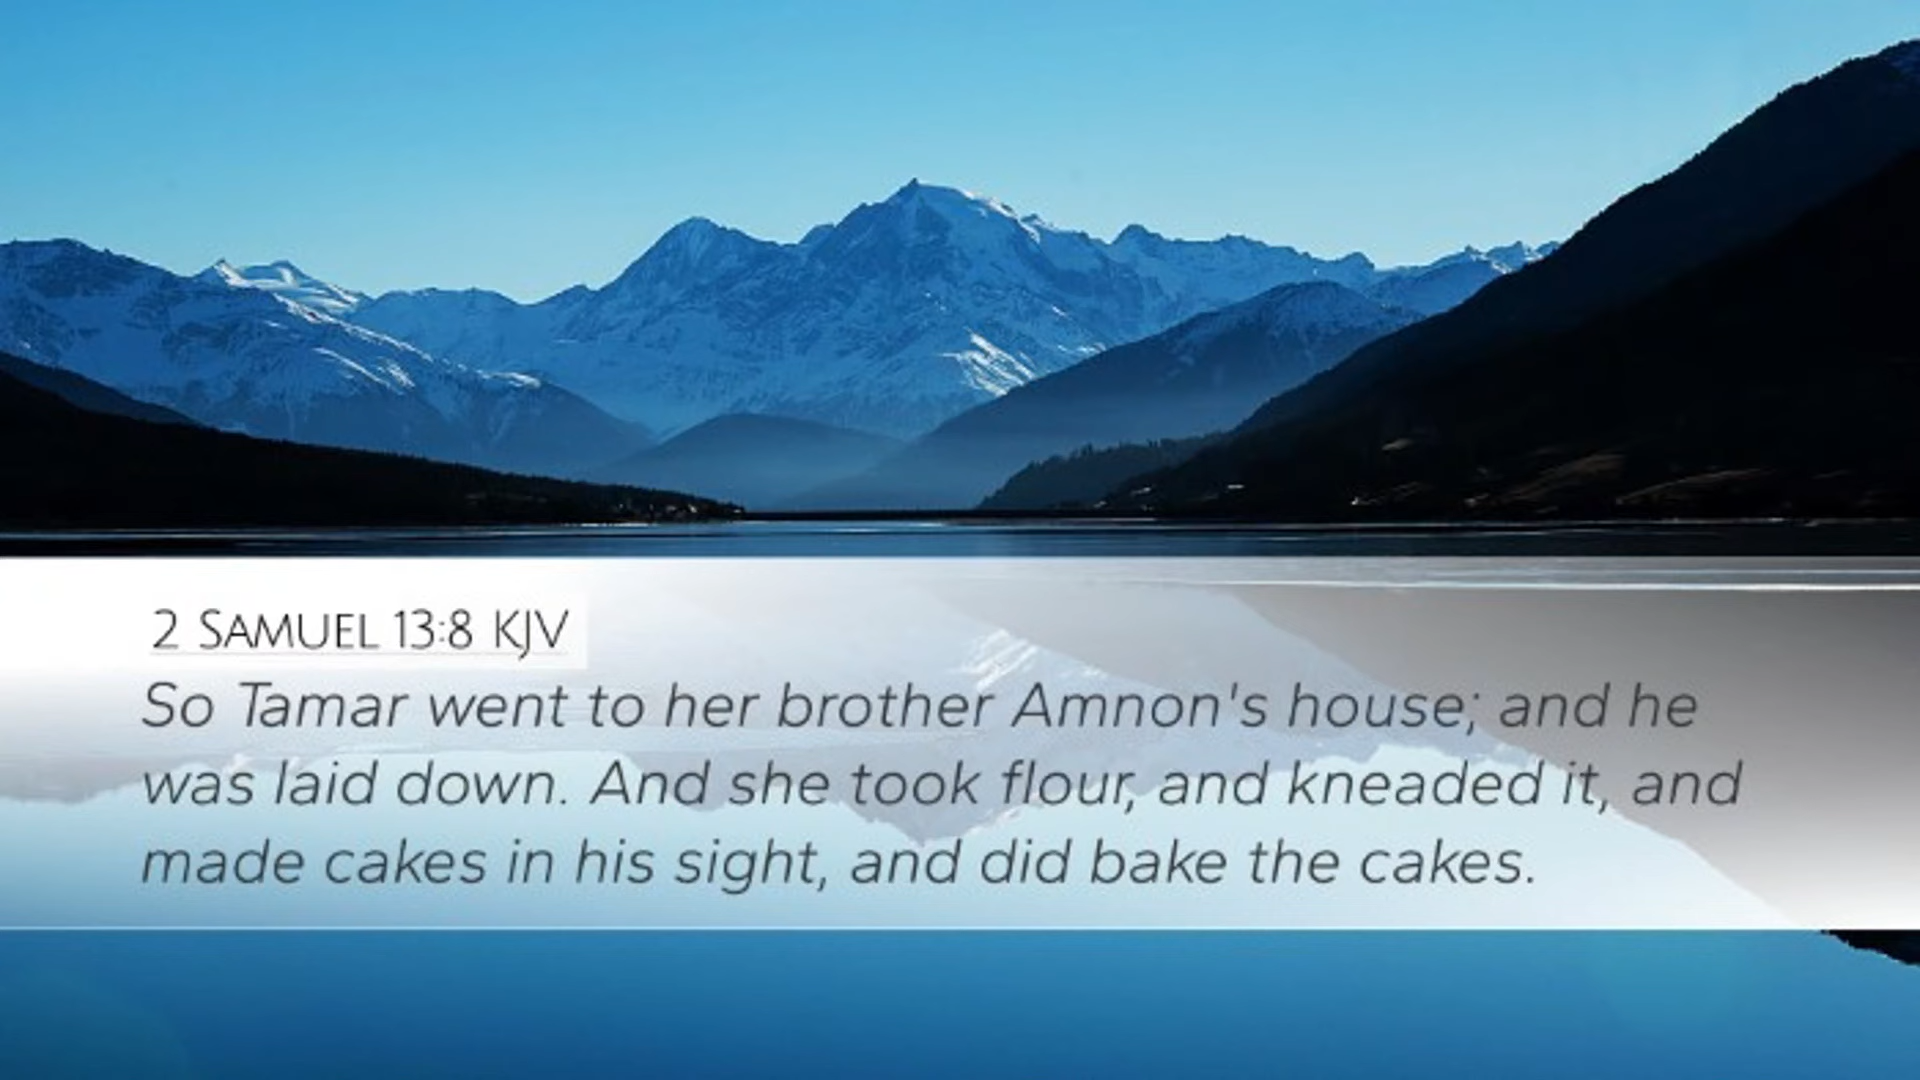 2 SAMUEL 13:8 KJV
So Tamar went to her brother Amnon's house; and he
was laid down. And she took flour, and kneaded it, and
made cakes in his sight, and did bake the cakes.